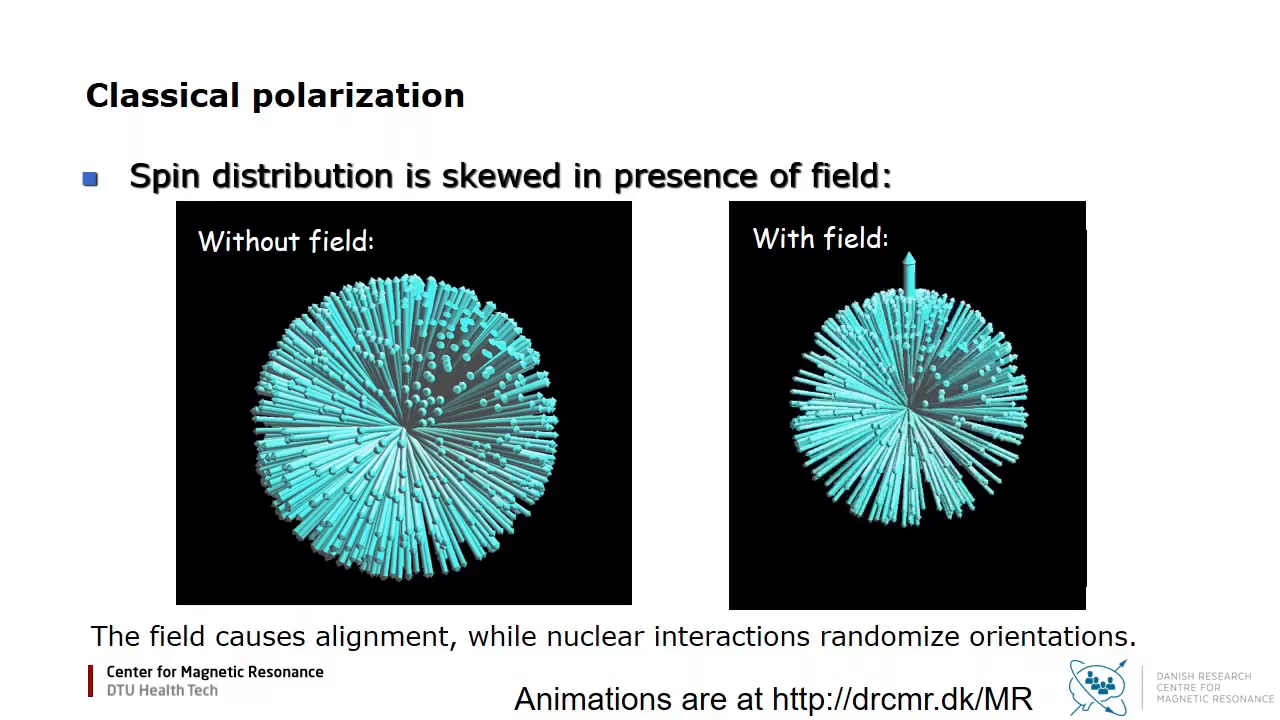 Classical polarization
Spin distribution is skewed in presence of field:
Without field:
With field:
The field causes alignment, while nuclear interactions randomize orientations.
Center for Magnetic Resonance
DTU Health Tech
Animations are at http://drcmr.dk/MR
DANISH RESEARCH
CENTRE FOR
MAGNETIC RESONANCE